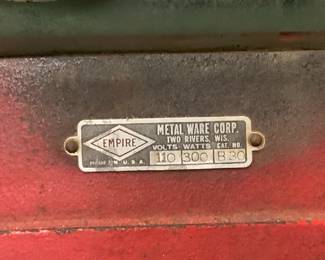 METAL WARE CORP.
TWO RIVERS, WIS.
EMPIRE
VOLTS WATTS CAT. NO.
110 300 B30
MADE IN U.S.A.